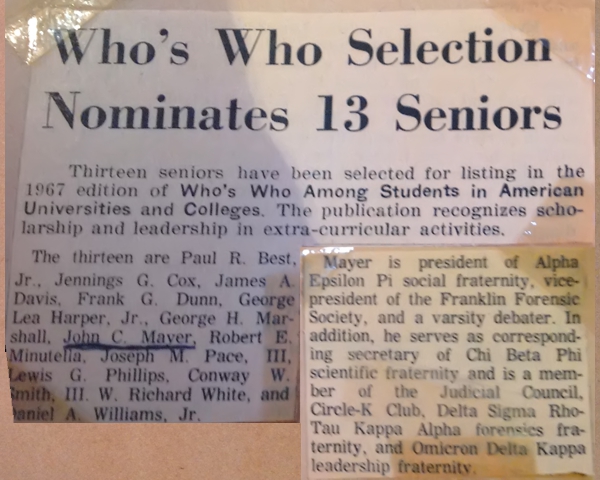 Who's Who Selection
Nominates 13 Seniors
Thirteen seniors have been selected for listing in the
1967 edition of Who's Who Among Students in American
Universities and Colleges. The publication recognizes scho-
larship and leadership in extra-curricular activities.
The thirteen are Paul R. Best,
Jr., Jennings G. Cox, James A.
Davis, Frank G. Dunn, George
Lea Harper, Jr., George H. Mar-
shall, John C. Mayer, Robert E.
Minutella, Joseph M. Pace, III,
Lewis G. Phillips, Conway W.
Smith, III. W. Richard White, and
Daniel A. Williams, Jr.
Mayer is president of Alpha
Epsilon Pi social fraternity, vice-
president of the Franklin Forensic
Society, and a varsity debater. In
addition, he serves as correspond-
ing secretary of Chi Beta Phi
scientific fraternity and is a mem-
ber of the Judicial Council,
Circle-K Club, Delta Sigma Rho-
Tau Kappa Alpha forensics fra-
ternity, and Omicron Delta Kappa
leadership fraternity.